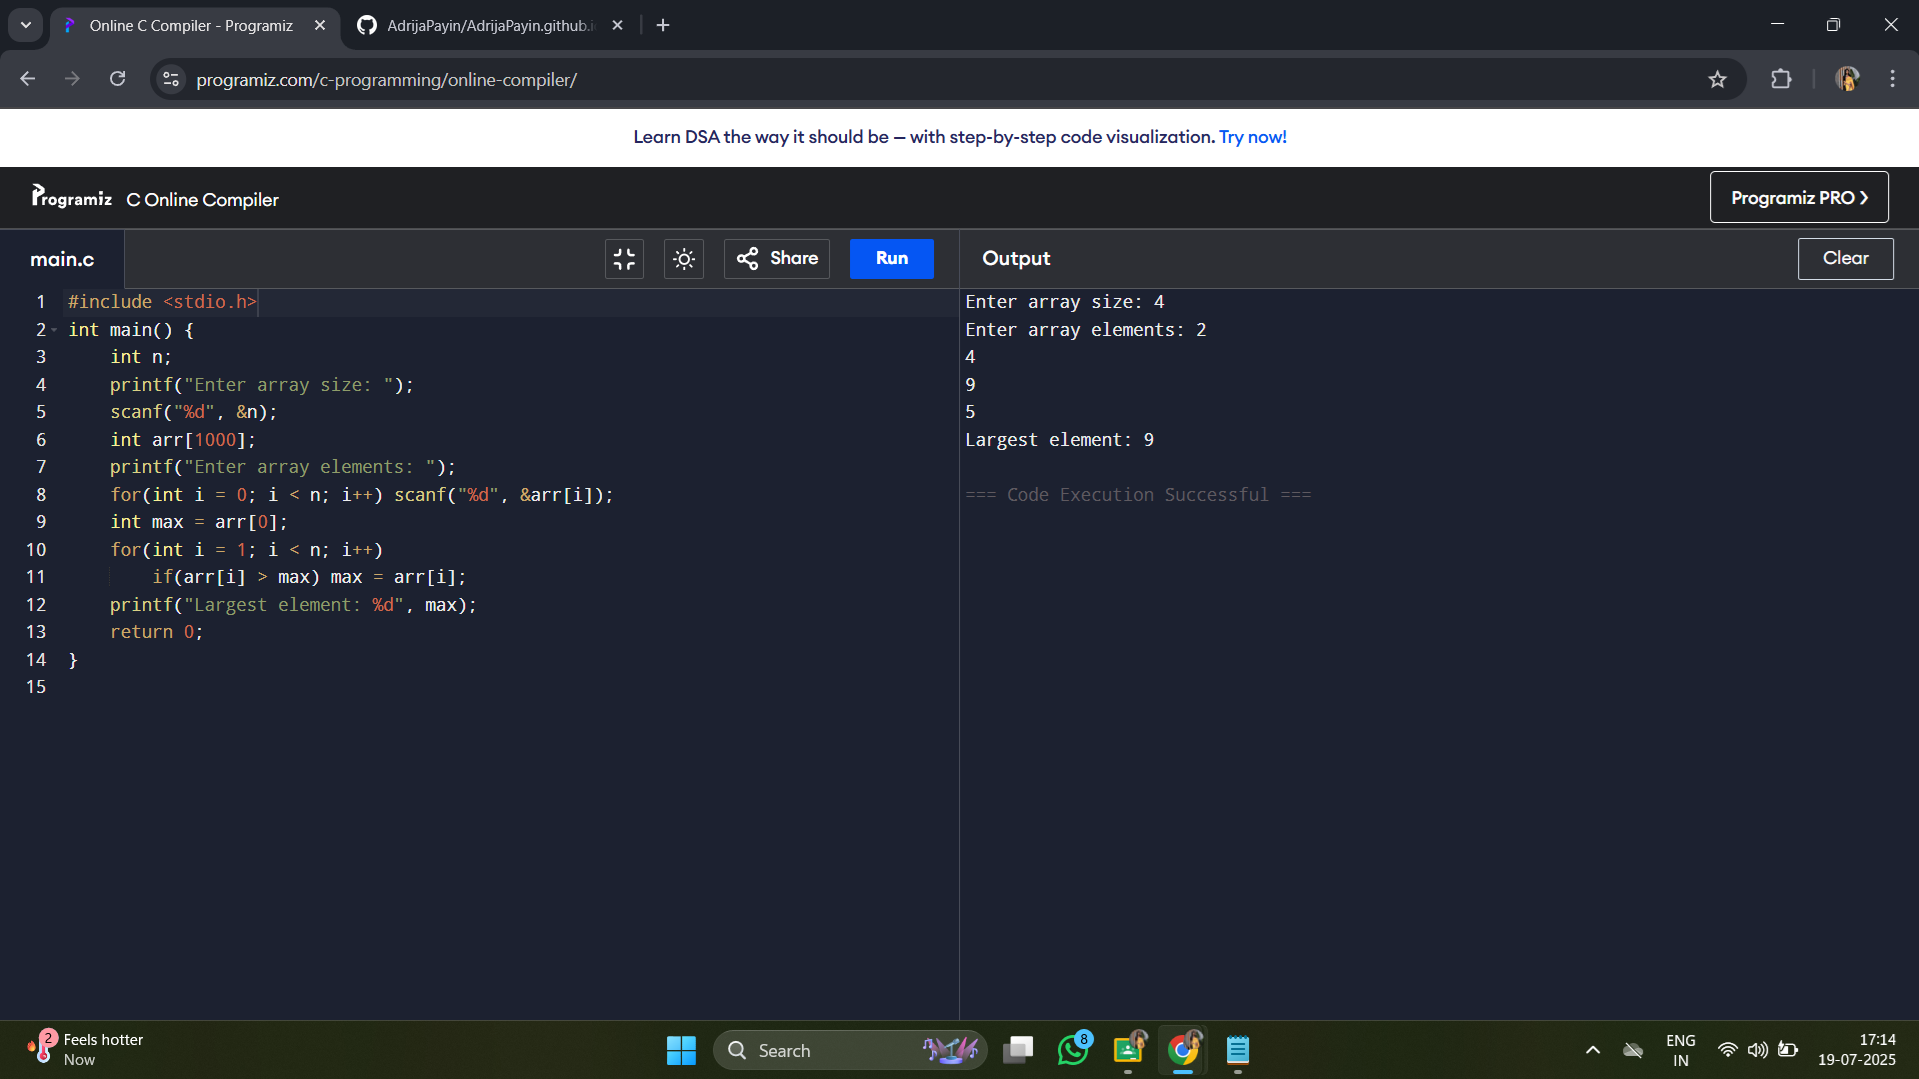 Online C Compiler - Programiz
AdrijaPayin/AdrijaPayin.github.i
programiz.com/c-programming/online-compiler/
Learn DSA the way it should be — with step-by-step code visualization. Try now!
Programiz C Online Compiler
Programiz PRO
main.c
Share
Run
Output
Clear
1 #include <stdio.h>
2 int main() {
3 int n;
4 printf("Enter array size: ");
5 scanf("%d", &n);
6 int arr[1000];
7 printf("Enter array elements: ");
8 for(int i = 0; i < n; i++) scanf("%d", &arr[i]);
9 int max = arr[0];
10 for(int i = 1; i < n; i++)
11 if(arr[i] > max) max = arr[i];
12 printf("Largest element: %d", max);
13 return 0;
14 }
15
Enter array size: 4
Enter array elements: 2
4
9
5
Largest element: 9
=== Code Execution Successful ===
2
Feels hotter
Now
Search
8
ENG
IN
17:14
19-07-2025